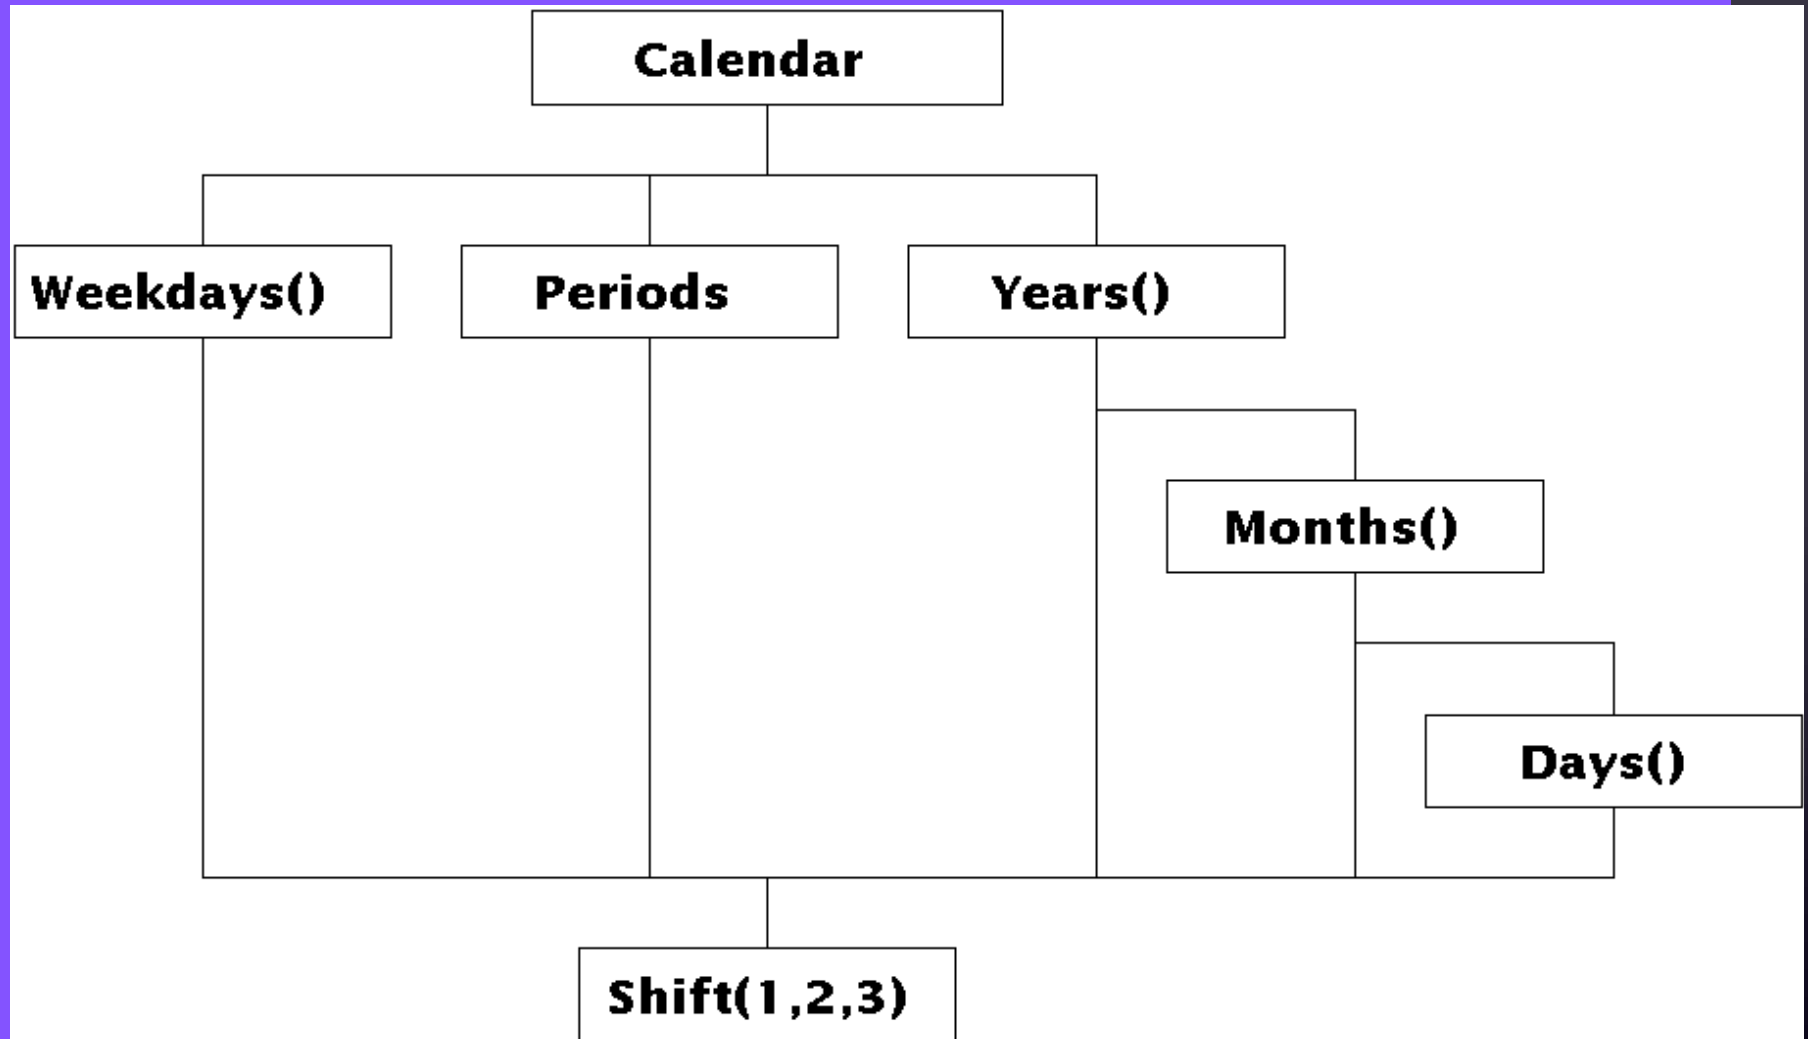 Calendar
Weekdays()
Periods
Years()
Months()
Days()
Shift(1,2,3)